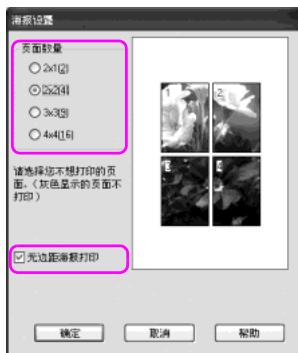 海报设置
页面数量
2x1(2)
2x2(4)
3x3(9)
4x4(16)
请选择您不想打印的页
面。(灰色显示的页面不
打印)
无边距海报打印
1 2
3 4
确定 取消 帮助